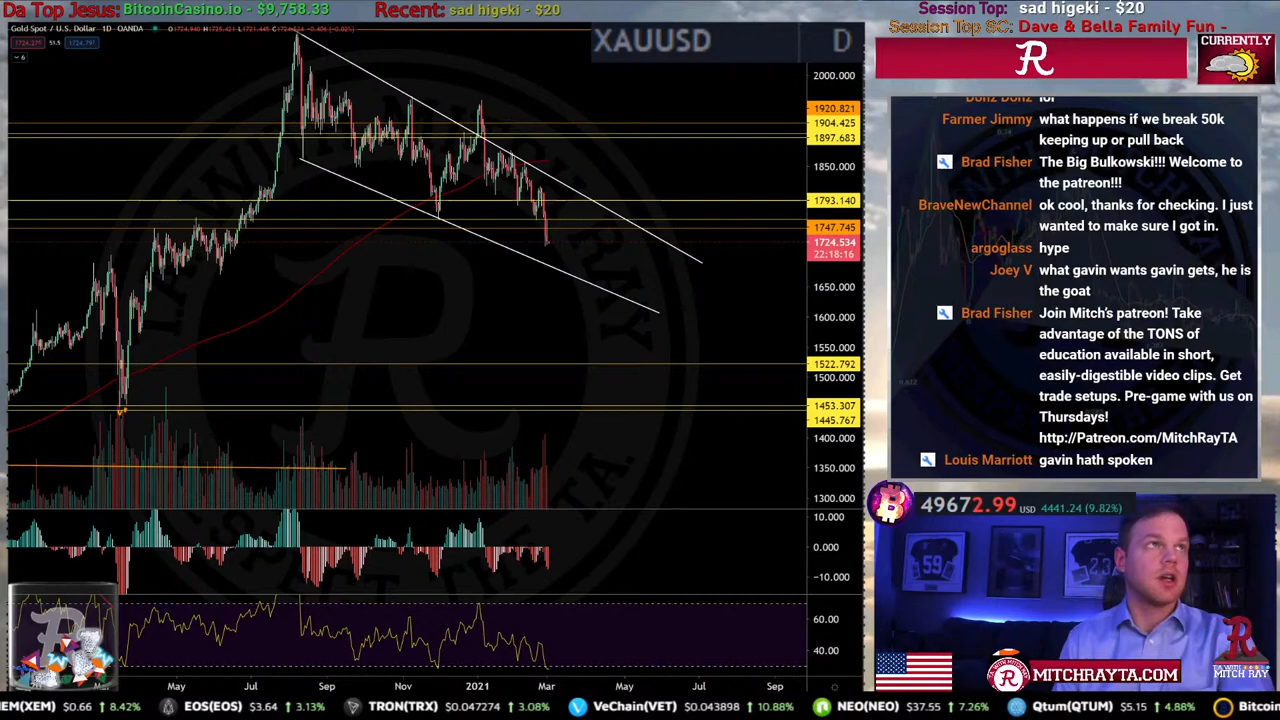 Da Top Jesus: BitcoinCasino.io - $9,758.33
Recent: sad higeki - $20
Session Top: sad higeki - $20
Session Top SC: Dave & Bella Family Fun -
Gold Spot / U.S. Dollar · 1D · OANDA
XAUUSD D
CURRENTLY
R
6
2000.000
1920.821
1904.425
1897.683
1850.000
1793.140
1747.745
1724.534
22:18:16
1650.000
1600.000
1550.000
1522.792
1500.000
1453.307
1445.767
1400.000
1350.000
1300.000
10.000
0.000
-10.000
60.00
40.00
May
Jul
Sep
Nov
2021
Mar
May
Jul
Sep
Farmer Jimmy what happens if we break 50k
keeping up or pull back
Brad Fisher The Big Bulkowski!!! Welcome to
the patreon!!!
BraveNewChannel ok cool, thanks for checking. I just
wanted to make sure I got in.
argoglass hype
Joey V what gavin wants gavin gets, he is
the goat
Brad Fisher Join Mitch's patreon! Take
advantage of the TONS of
education available in short,
easily-digestible video clips. Get
trade setups. Pre-game with us on
Thursdays!
http://Patreon.com/MitchRayTA
Louis Marriott gavin hath spoken
49672.99 USD 4441.24 (9.82%)
59
23
MITCHRAYTA.COM
R
TA WITH MITCH RAY
NEM(XEM) $0.66 8.42%
EOS(EOS) $3.64 3.13%
TRON(TRX) $0.047274 3.08%
VeChain(VET) $0.043898 10.88%
NEO(NEO) $37.55 7.26%
Qtum(QTUM) $5.15 4.88%
Bitcoin